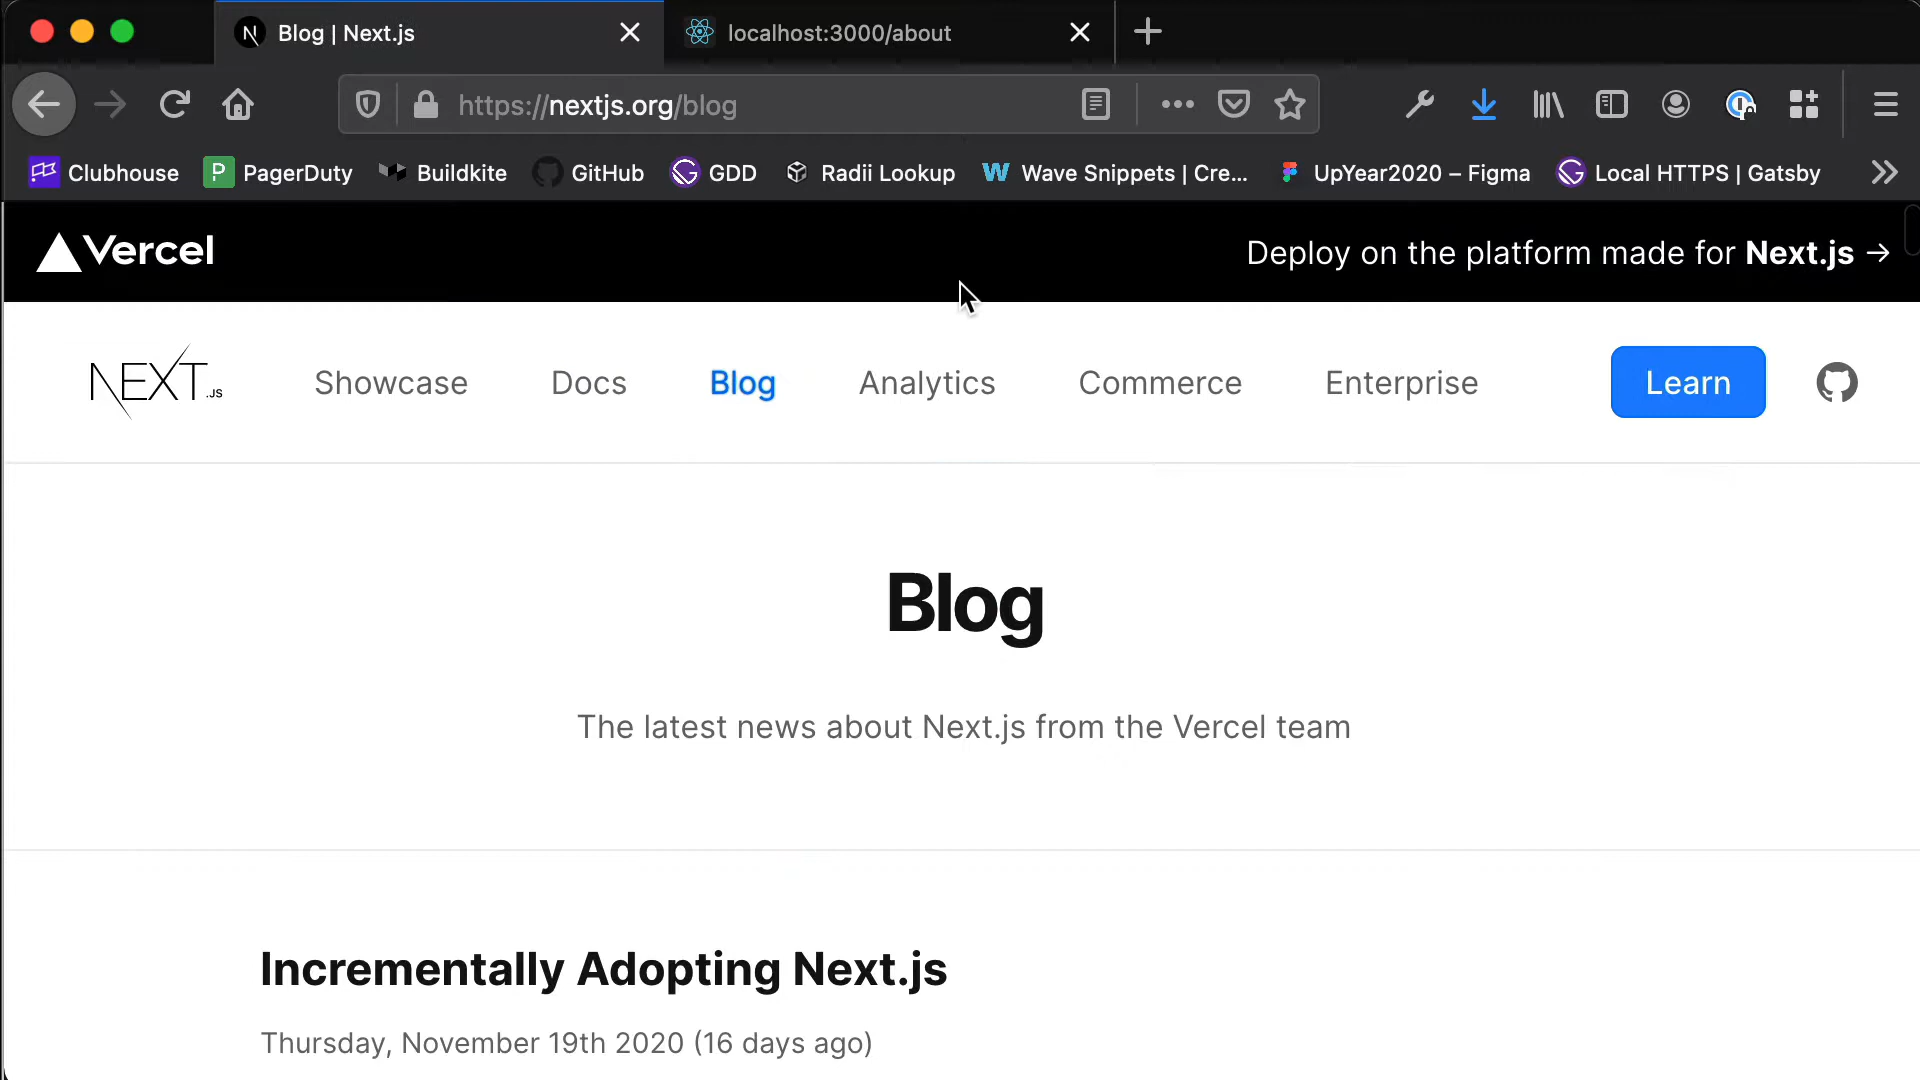 Blog | Next.js
localhost:3000/about
https://nextjs.org/blog
Clubhouse
PagerDuty
Buildkite
GitHub
GDD
Radii Lookup
Wave Snippets | Cre...
UpYear2020 – Figma
Local HTTPS | Gatsby
Vercel
Deploy on the platform made for Next.js →
NEXT.JS
Showcase
Docs
Blog
Analytics
Commerce
Enterprise
Learn
Blog
The latest news about Next.js from the Vercel team
Incrementally Adopting Next.js
Thursday, November 19th 2020 (16 days ago)